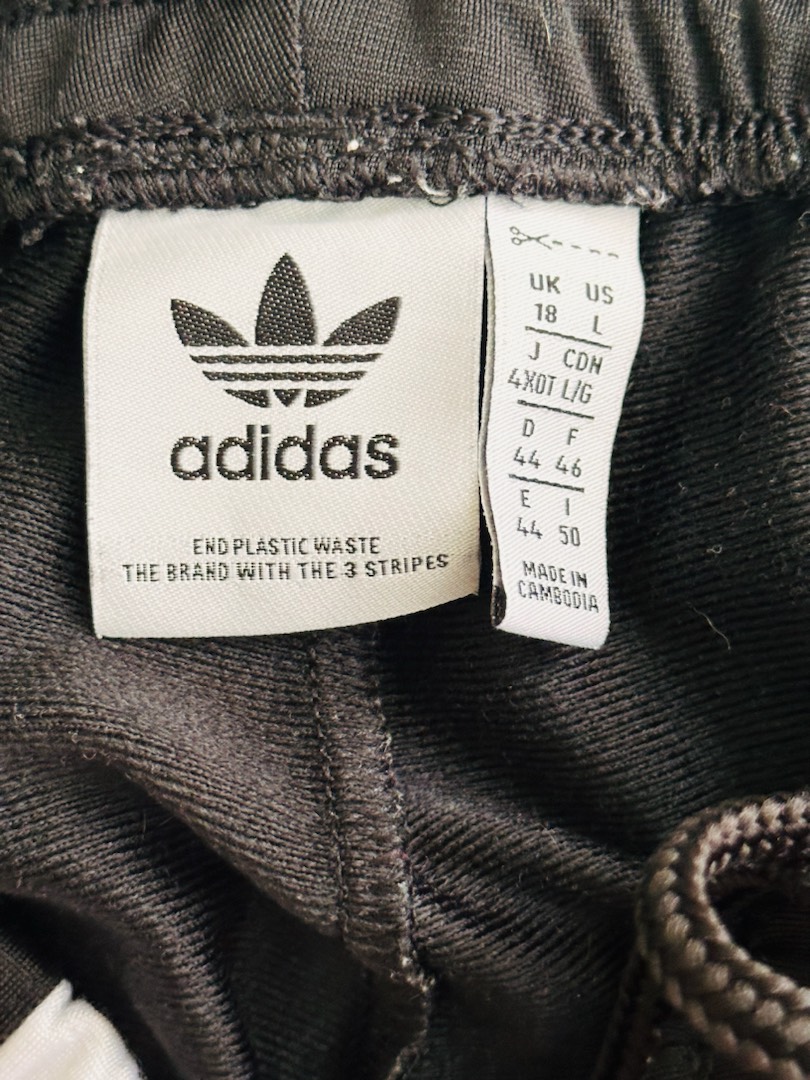 adidas
END PLASTIC WASTE
THE BRAND WITH THE 3 STRIPES
UK US
18 L
J CDN
4XOT L/G
D F
44 46
E I
44 50
MADE IN
CAMBODIA